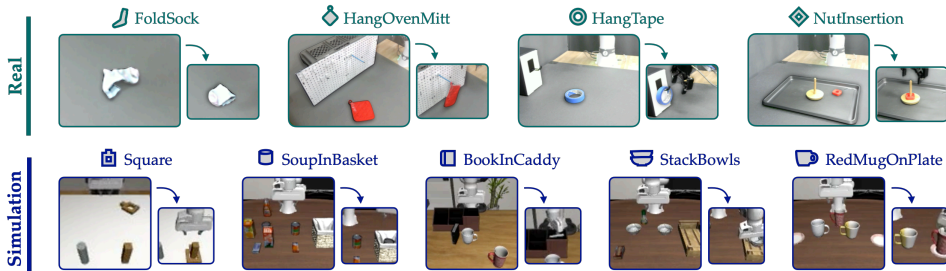 FoldSock
HangOvenMitt
HangTape
NutInsertion
Real
Square
SoupInBasket
BookInCaddy
StackBowls
RedMugOnPlate
Simulation